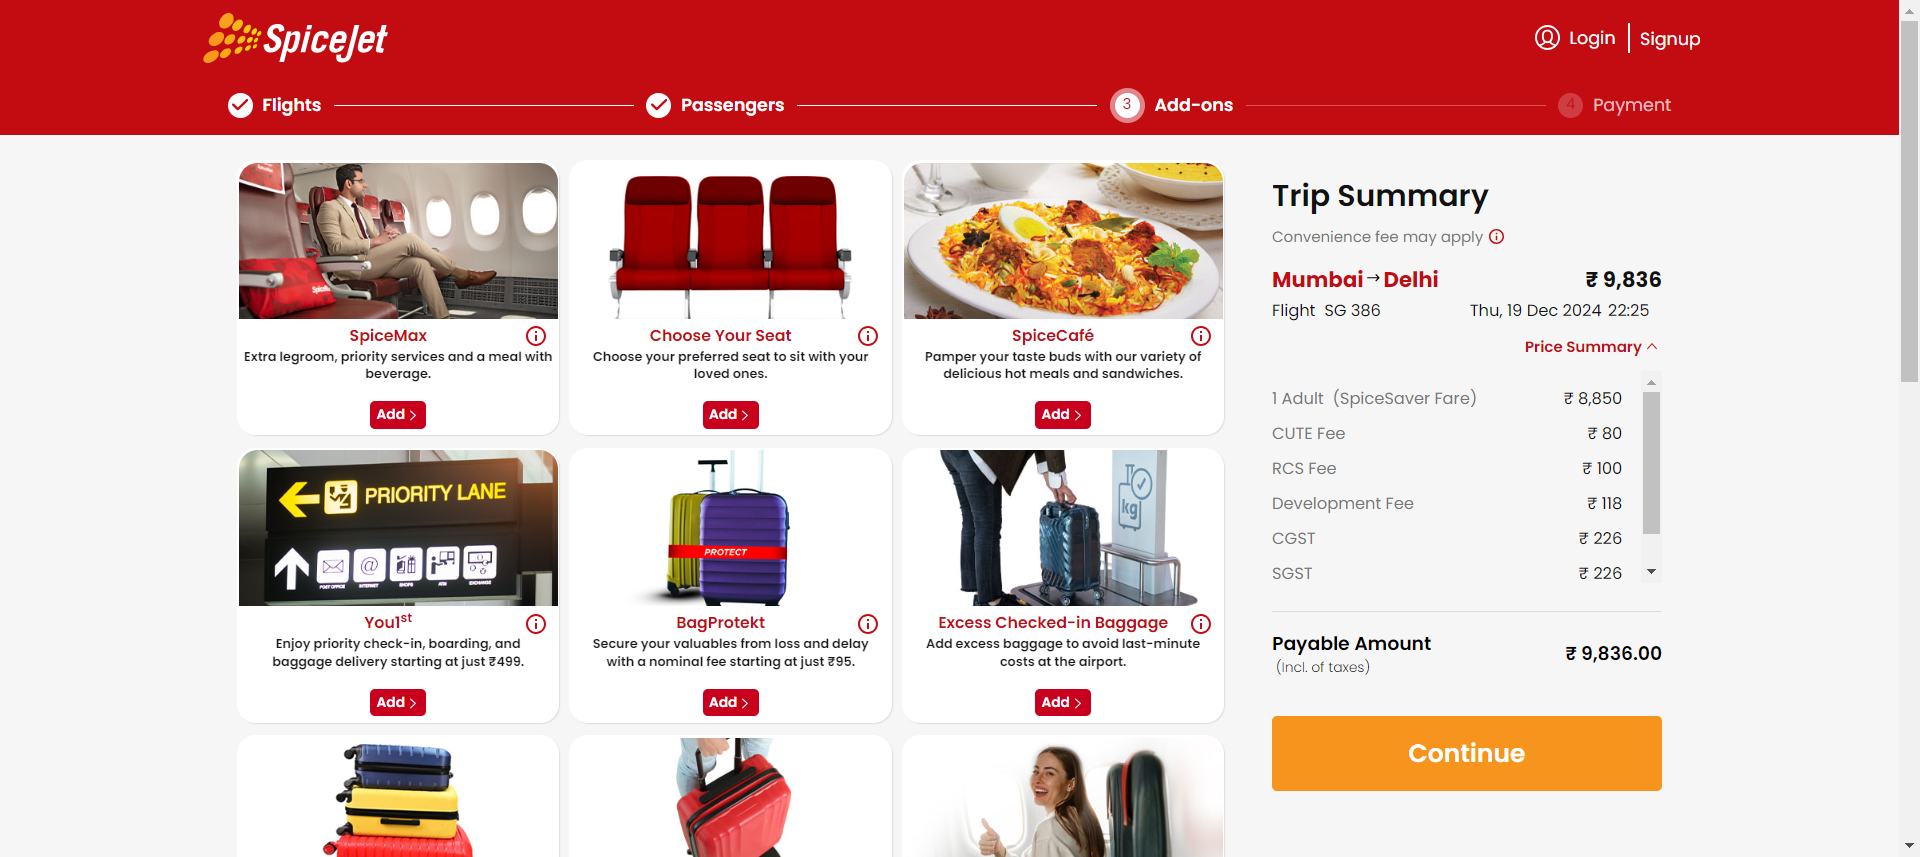 SpiceJet
Login
Signup
Flights
Passengers
3
Add-ons
4
Payment
SpiceMax
Extra legroom, priority services and a meal with
beverage.
Add
Choose Your Seat
Choose your preferred seat to sit with your
loved ones.
Add
SpiceCafé
Pamper your taste buds with our variety of
delicious hot meals and sandwiches.
Add
PRIORITY LANE
POST OFFICE
INTERNET
SHOPS
ATM
EXCHANGE
You1st
Enjoy priority check-in, boarding, and
baggage delivery starting at just ₹499.
Add
PROTECT
BagProtekt
Secure your valuables from loss and delay
with a nominal fee starting at just ₹95.
Add
kg
Excess Checked-in Baggage
Add excess baggage to avoid last-minute
costs at the airport.
Add
Trip Summary
Convenience fee may apply
Mumbai → Delhi
₹ 9,836
Flight SG 386
Thu, 19 Dec 2024 22:25
Price Summary
1 Adult (SpiceSaver Fare) ₹ 8,850
CUTE Fee ₹ 80
RCS Fee ₹ 100
Development Fee ₹ 118
CGST ₹ 226
SGST ₹ 226
Payable Amount
(Incl. of taxes)
₹ 9,836.00
Continue